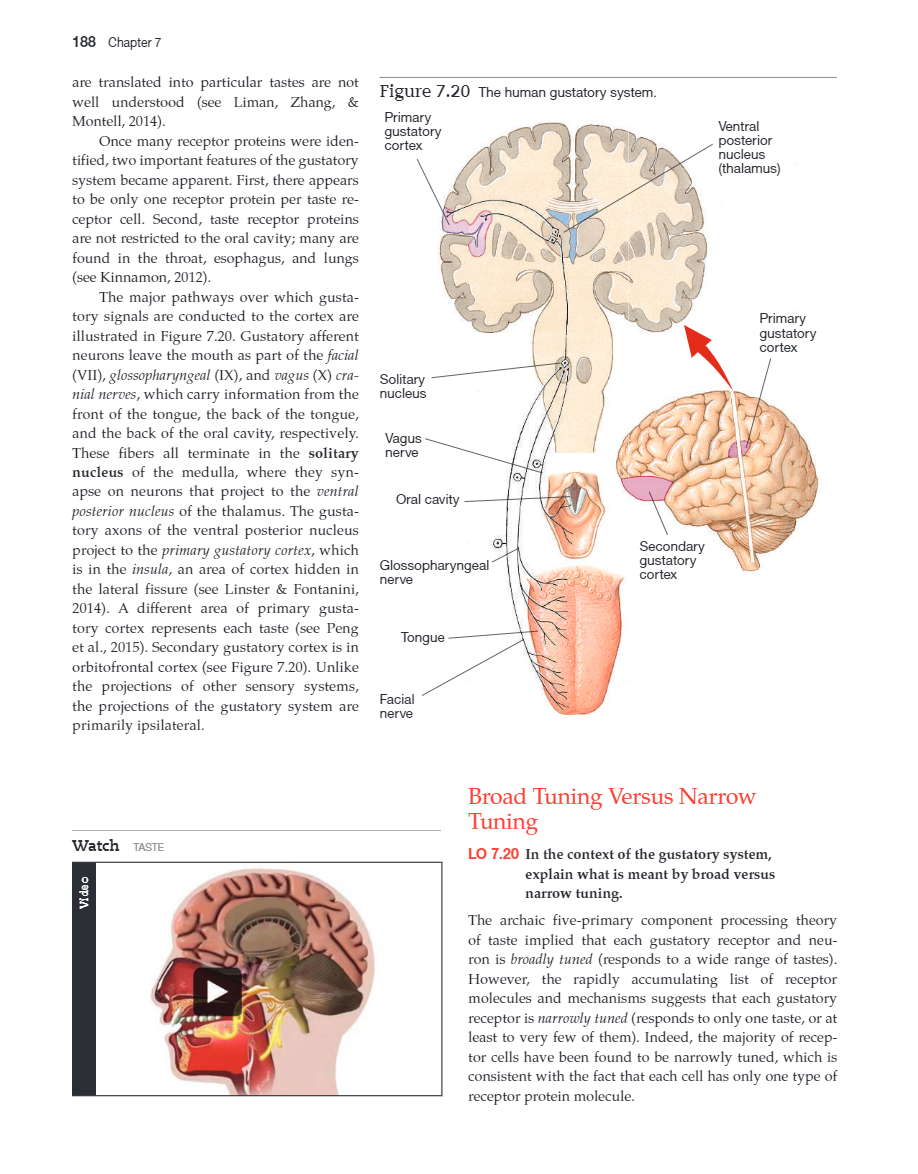 188 Chapter 7
are translated into particular tastes are not
well understood (see Liman, Zhang, &
Montell, 2014).
Once many receptor proteins were iden-
tified, two important features of the gustatory
system became apparent. First, there appears
to be only one receptor protein per taste re-
ceptor cell. Second, taste receptor proteins
are not restricted to the oral cavity; many are
found in the throat, esophagus, and lungs
(see Kinnamon, 2012).
The major pathways over which gusta-
tory signals are conducted to the cortex are
illustrated in Figure 7.20. Gustatory afferent
neurons leave the mouth as part of the facial
(VII), glossopharyngeal (IX), and vagus (X) cra-
nial nerves, which carry information from the
front of the tongue, the back of the tongue,
and the back of the oral cavity, respectively.
These fibers all terminate in the solitary
nucleus of the medulla, where they syn-
apse on neurons that project to the ventral
posterior nucleus of the thalamus. The gusta-
tory axons of the ventral posterior nucleus
project to the primary gustatory cortex, which
is in the insula, an area of cortex hidden in
the lateral fissure (see Linster & Fontanini,
2014). A different area of primary gusta-
tory cortex represents each taste (see Peng
et al., 2015). Secondary gustatory cortex is in
orbitofrontal cortex (see Figure 7.20). Unlike
the projections of other sensory systems,
the projections of the gustatory system are
primarily ipsilateral.
Figure 7.20 The human gustatory system.
Primary
gustatory
cortex
Ventral
posterior
nucleus
(thalamus)
Primary
gustatory
cortex
Solitary
nucleus
Vagus
nerve
Oral cavity
Secondary
gustatory
cortex
Glossopharyngeal
nerve
Tongue
Facial
nerve
Watch TASTE
Video
Broad Tuning Versus Narrow
Tuning
LO 7.20 In the context of the gustatory system,
explain what is meant by broad versus
narrow tuning.
The archaic five-primary component processing theory
of taste implied that each gustatory receptor and neu-
ron is broadly tuned (responds to a wide range of tastes).
However, the rapidly accumulating list of receptor
molecules and mechanisms suggests that each gustatory
receptor is narrowly tuned (responds to only one taste, or at
least to very few of them). Indeed, the majority of recep-
tor cells have been found to be narrowly tuned, which is
consistent with the fact that each cell has only one type of
receptor protein molecule.